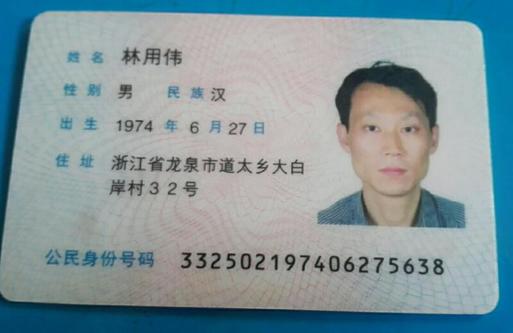 姓名 林用伟
性别 男 民族 汉
出生 1974 年 6 月 27 日
住址 浙江省龙泉市道太乡大白
岸村32号
公民身份号码 332502197406275638